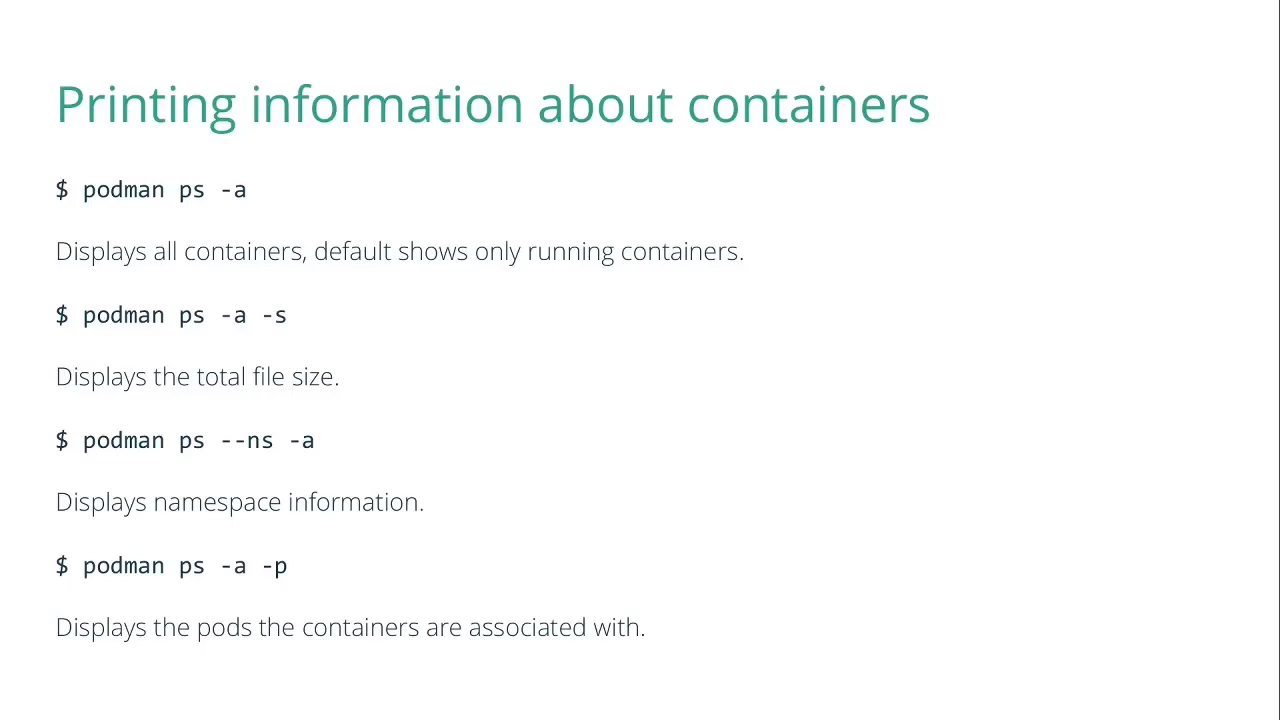 Printing information about containers
$ podman ps -a
Displays all containers, default shows only running containers.
$ podman ps -a -s
Displays the total file size.
$ podman ps --ns -a
Displays namespace information.
$ podman ps -a -p
Displays the pods the containers are associated with.